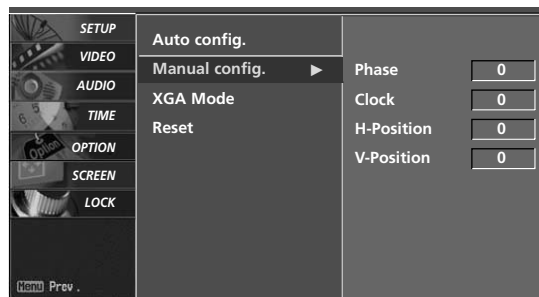 SETUP
VIDEO
AUDIO
TIME
OPTION
SCREEN
LOCK
Menu Prev .
Auto config.
Manual config. ▶
XGA Mode
Reset
Phase 0
Clock 0
H-Position 0
V-Position 0